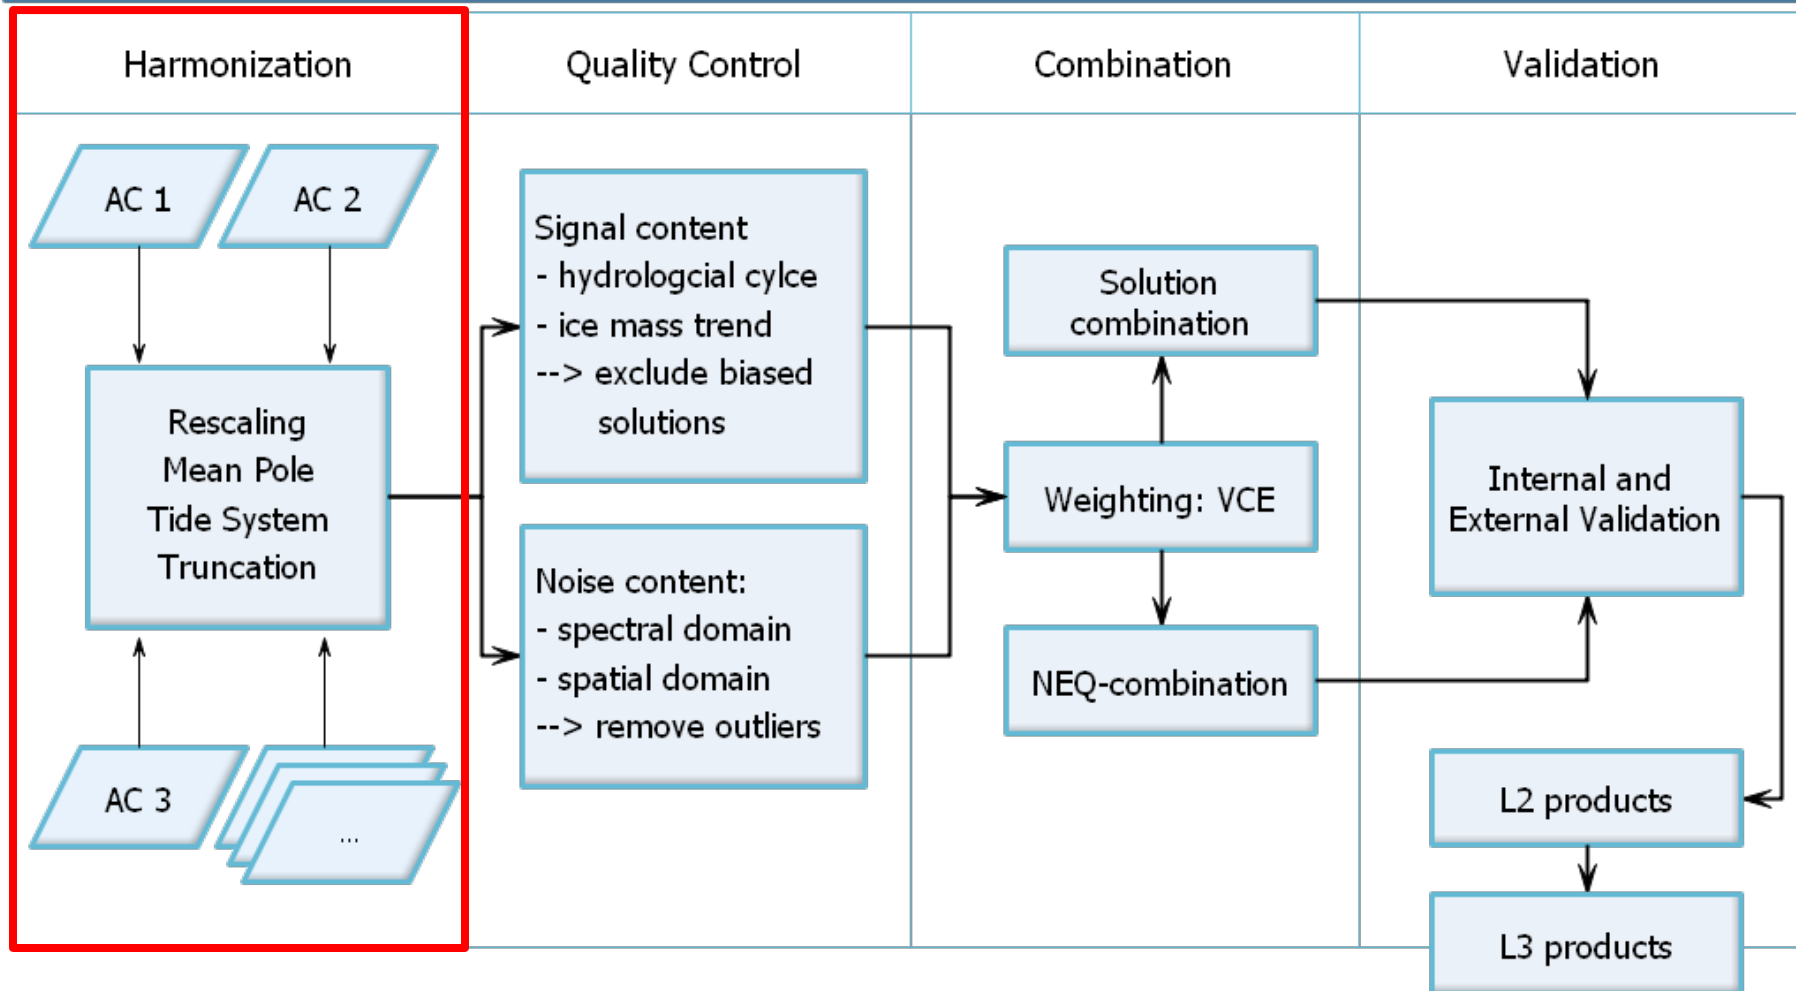 Harmonization
Quality Control
Combination
Validation
AC 1
AC 2
Rescaling
Mean Pole
Tide System
Truncation
AC 3
...
Signal content
- hydrologcial cylce
- ice mass trend
--> exclude biased
solutions
Noise content:
- spectral domain
- spatial domain
--> remove outliers
Solution
combination
Weighting: VCE
NEQ-combination
Internal and
External Validation
L2 products
L3 products